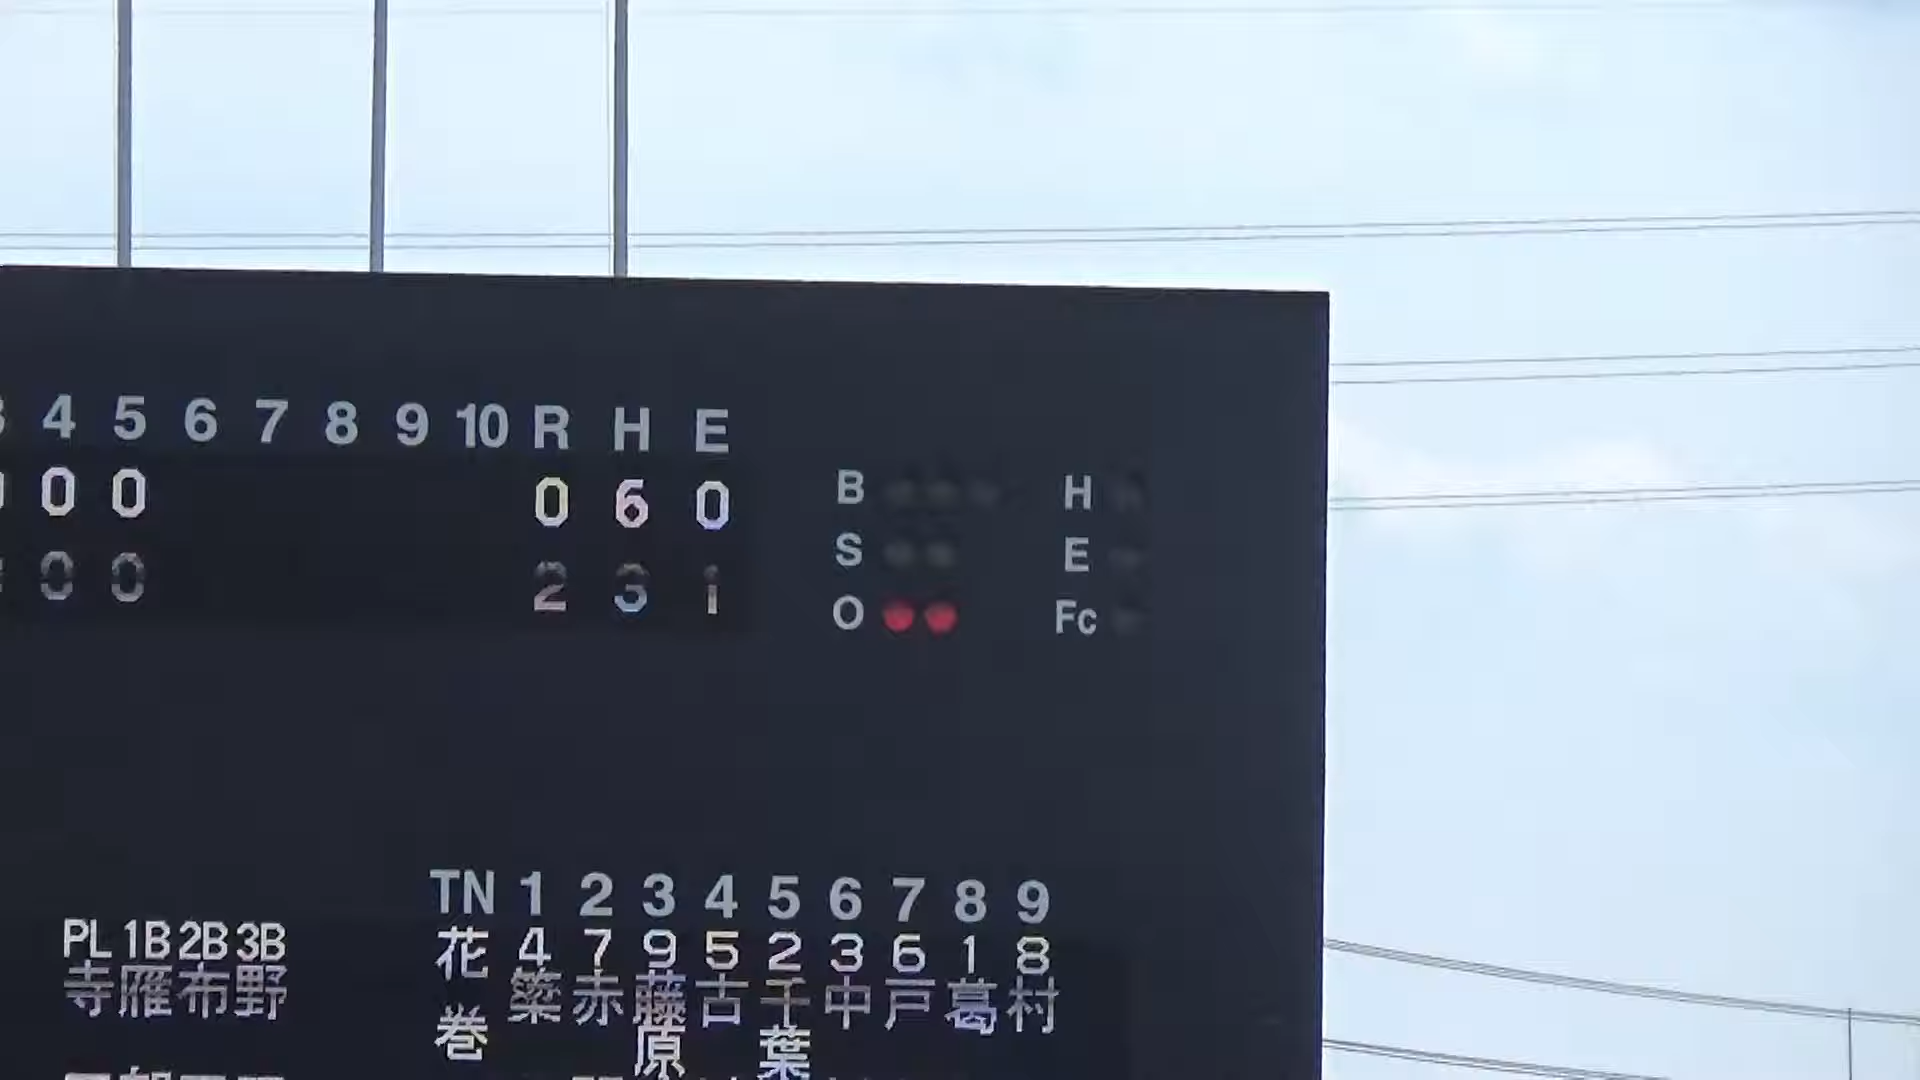 4 5 6 7 8 9 10 R H E
0 0 0 6 0
0 0 2 3 1
B H
S E
O Fc
TN 1 2 3 4 5 6 7 8 9
PL 1B 2B 3B
寺 雁 布 野
花巻 4 7 9 5 2 3 6 1 8
簗 赤 藤原 古 千葉 中 戸 葛 村